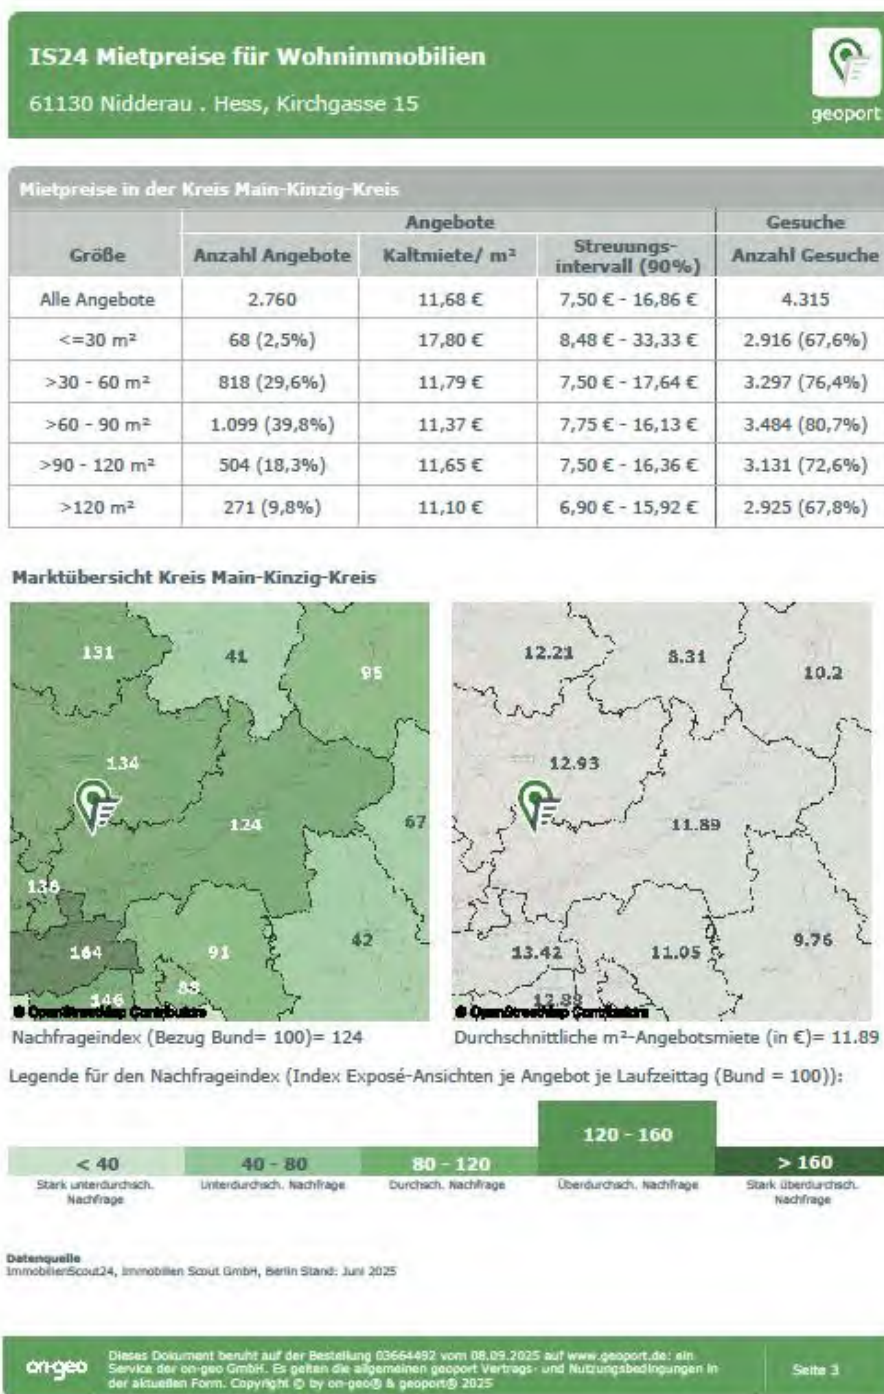 IS24 Mietpreise für Wohnimmobilien
61130 Nidderau . Hess, Kirchgasse 15
geoport
Mietpreise in der Kreis Main-Kinzig-Kreis
Angebote Gesuche
Größe Anzahl Angebote Kaltmiete/ m² Streuungs- intervall (90%) Anzahl Gesuche
Alle Angebote 2.760 11,68 € 7,50 € - 16,86 € 4.315
<=30 m² 68 (2,5%) 17,80 € 8,48 € - 33,33 € 2.916 (67,6%)
>30 - 60 m² 818 (29,6%) 11,79 € 7,50 € - 17,64 € 3.297 (76,4%)
>60 - 90 m² 1.099 (39,8%) 11,37 € 7,75 € - 16,13 € 3.484 (80,7%)
>90 - 120 m² 504 (18,3%) 11,65 € 7,50 € - 16,36 € 3.131 (72,6%)
>120 m² 271 (9,8%) 11,10 € 6,90 € - 15,92 € 2.925 (67,8%)
Marktübersicht Kreis Main-Kinzig-Kreis
131 41 95
134
124 67
136
164 91 42
88
146
© OpenStreetMap Contributors
Nachfrageindex (Bezug Bund= 100)= 124
12.21 8.31 10.2
12.93
11.89
13.42 11.05 9.76
© OpenStreetMap Contributors
Durchschnittliche m²-Angebotsmiete (in €)= 11.89
Legende für den Nachfrageindex (Index Exposé-Ansichten je Angebot je Laufzeittag (Bund = 100)):
< 40 40 - 80 80 - 120 120 - 160 > 160
Stark unterdurchsch. Nachfrage Unterdurchsch. Nachfrage Durchsch. Nachfrage Überdurchsch. Nachfrage Stark überdurchsch. Nachfrage
Datenquelle
ImmobilienScout24, Immobilien Scout GmbH, Berlin Stand: Juni 2025
on-geo
Dieses Dokument beruht auf der Bestellung 03664492 vom 08.09.2025 auf www.geoport.de: ein
Service der on-geo GmbH. Es gelten die allgemeinen geoport Vertrags- und Nutzungsbedingungen in
der aktuellen Form. Copyright © by on-geo® & geoport® 2025
Seite 3